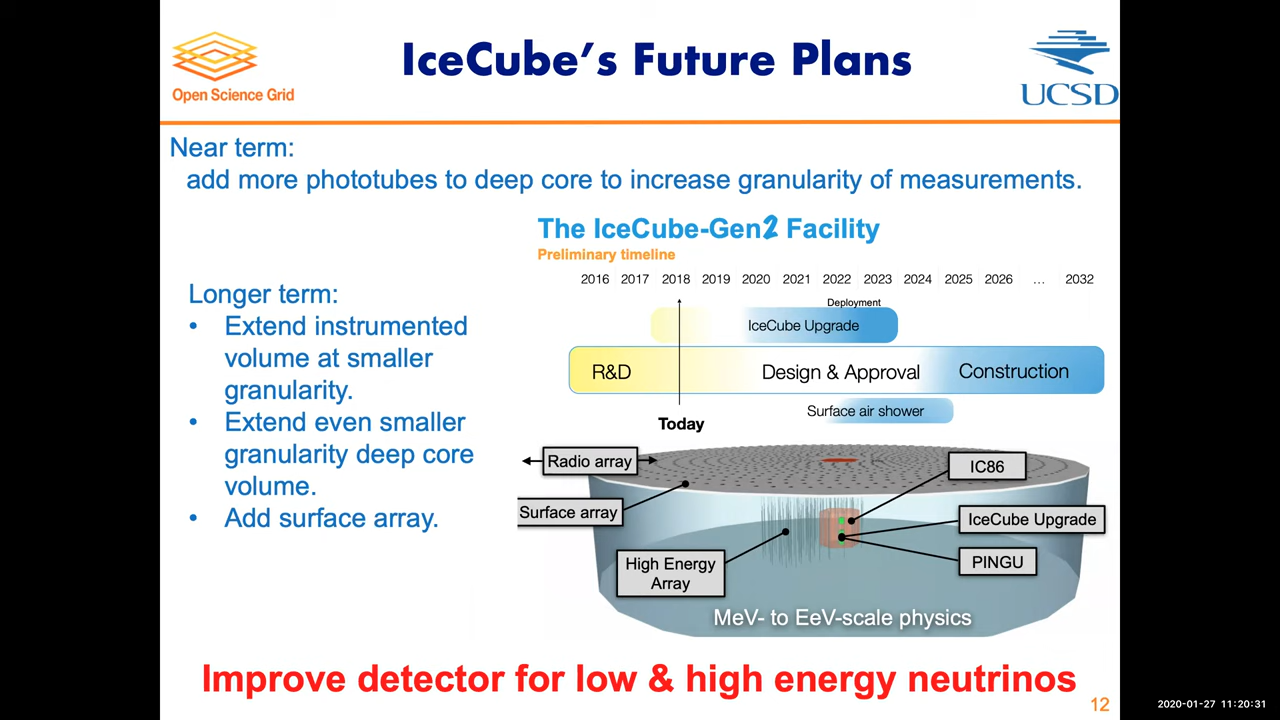 IceCube's Future Plans
Open Science Grid
UCSD
Near term:
add more phototubes to deep core to increase granularity of measurements.
The IceCube-Gen2 Facility
Preliminary timeline
2016 2017 2018 2019 2020 2021 2022 2023 2024 2025 2026 … 2032
Deployment
IceCube Upgrade
R&D
Design & Approval
Construction
Surface air shower
Today
Longer term:
• Extend instrumented
volume at smaller
granularity.
• Extend even smaller
granularity deep core
volume.
• Add surface array.
Radio array
Surface array
High Energy
Array
IC86
IceCube Upgrade
PINGU
MeV- to EeV-scale physics
Improve detector for low & high energy neutrinos
12
2020-01-27 11:20:31